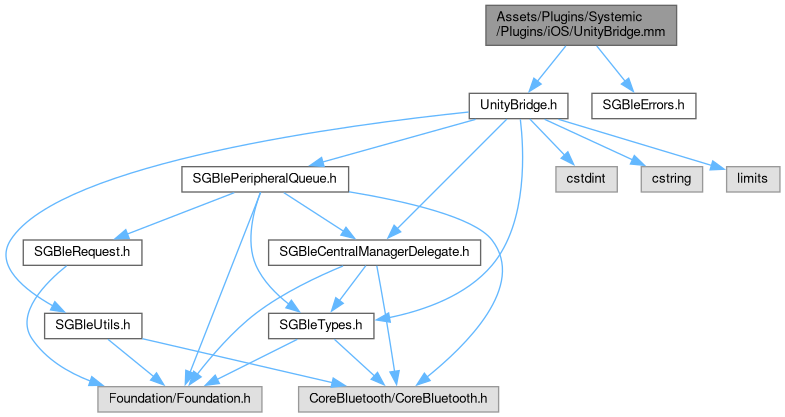 Assets/Plugins/Systemic
/Plugins/iOS/UnityBridge.mm
UnityBridge.h
SGBleErrors.h
SGBlePeripheralQueue.h
cstdint
cstring
limits
SGBleRequest.h
SGBleCentralManagerDelegate.h
SGBleUtils.h
SGBleTypes.h
Foundation/Foundation.h
CoreBluetooth/CoreBluetooth.h